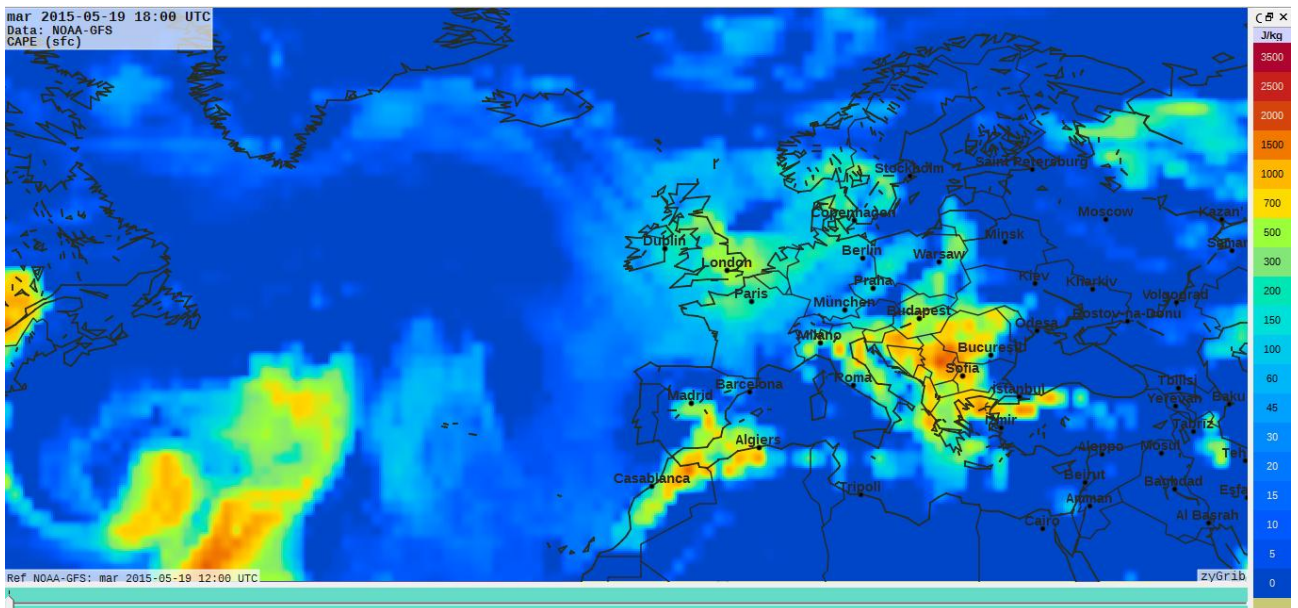 mar 2015-05-19 18:00 UTC
Data: NOAA-GFS
CAPE (sfc)
J/kg
3500
2500
2000
1500
1000
700
500
300
200
150
100
60
45
30
20
15
10
5
0
Stockholm
Saint Petersburg
Copenhagen
Moscow
Kazan'
Dublin
Minsk
Samar
Berlin
Warsaw
London
Kiev
Kharkiv
Praha
Paris
Volgograd
München
Budapest
Rostov-na-Donu
Odesa
Milano
Bucuresti
Sofia
Roma
Tbilisi
Barcelona
Istanbul
Madrid
Yerevan
Baku
Izmir
Tabriz
Algiers
Aleppo
Mosul
Teh
Casablanca
Beirut
Tripoli
Baghdad
Esfa
Amman
Al Basrah
Cairo
Ref NOAA-GFS: mar 2015-05-19 12:00 UTC
zyGrib